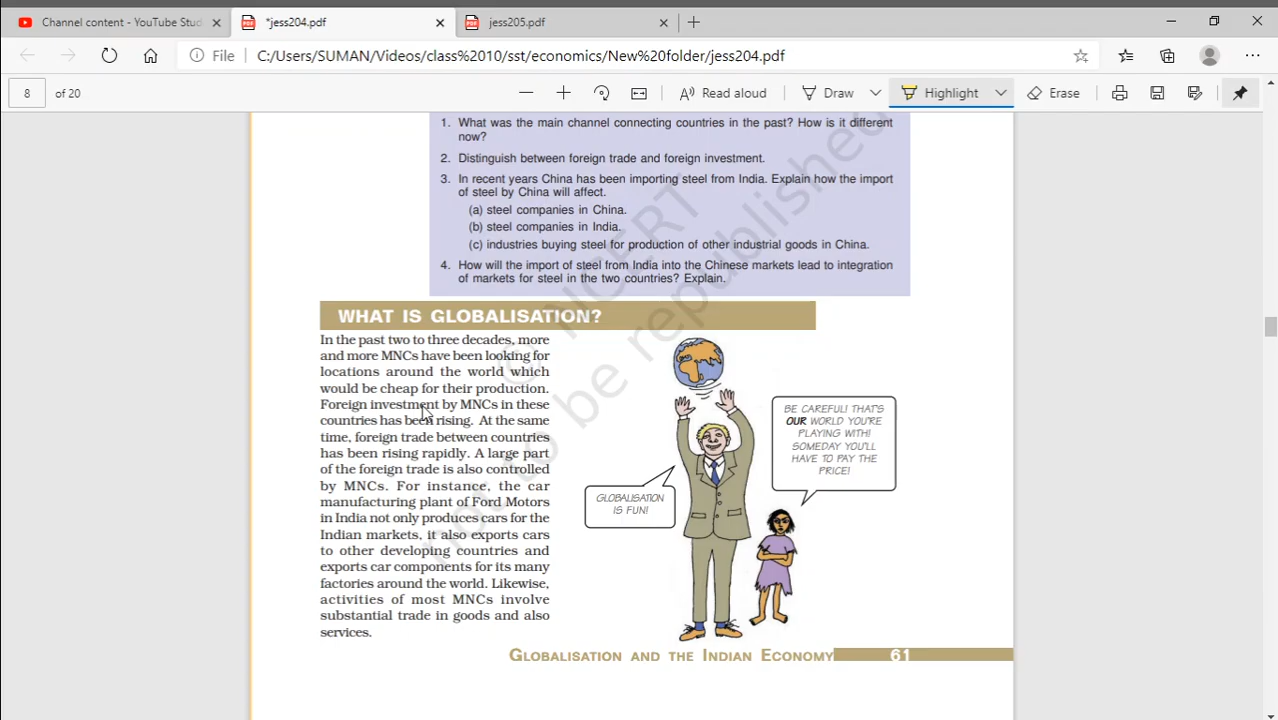 Channel content - YouTube Stud
*jess204.pdf
jess205.pdf
File
C:/Users/SUMAN/Videos/class%2010/sst/economics/New%20folder/jess204.pdf
8 of 20
Read aloud
Draw
Highlight
Erase
1. What was the main channel connecting countries in the past? How is it different
now?
2. Distinguish between foreign trade and foreign investment.
3. In recent years China has been importing steel from India. Explain how the import
of steel by China will affect.
(a) steel companies in China.
(b) steel companies in India.
(c) industries buying steel for production of other industrial goods in China.
4. How will the import of steel from India into the Chinese markets lead to integration
of markets for steel in the two countries? Explain.
WHAT IS GLOBALISATION?
In the past two to three decades, more
and more MNCs have been looking for
locations around the world which
would be cheap for their production.
Foreign investment by MNCs in these
countries has been rising. At the same
time, foreign trade between countries
has been rising rapidly. A large part
of the foreign trade is also controlled
by MNCs. For instance, the car
manufacturing plant of Ford Motors
in India not only produces cars for the
Indian markets, it also exports cars
to other developing countries and
exports car components for its many
factories around the world. Likewise,
activities of most MNCs involve
substantial trade in goods and also
services.
GLOBALISATION
IS FUN!
BE CAREFUL! THAT'S
OUR WORLD YOU'RE
PLAYING WITH!
SOMEDAY YOU'LL
HAVE TO PAY THE
PRICE!
GLOBALISATION AND THE INDIAN ECONOMY
61
© NCERT
not to be republished